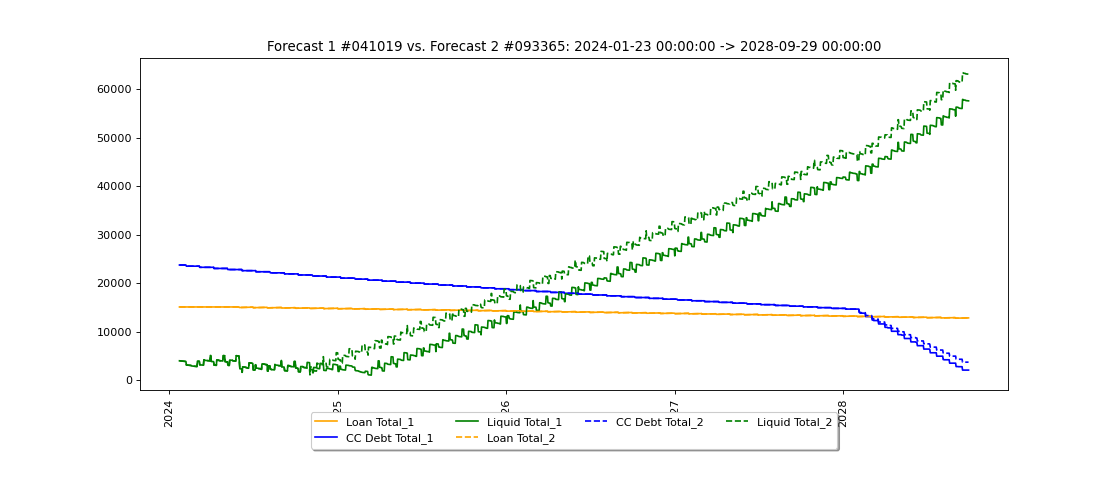 Forecast 1 #041019 vs. Forecast 2 #093365: 2024-01-23 00:00:00 -> 2028-09-29 00:00:00
60000
50000
40000
30000
20000
10000
0
2024
25
26
27
2028
Loan Total_1
Liquid Total_1
CC Debt Total_2
Liquid Total_2
CC Debt Total_1
Loan Total_2